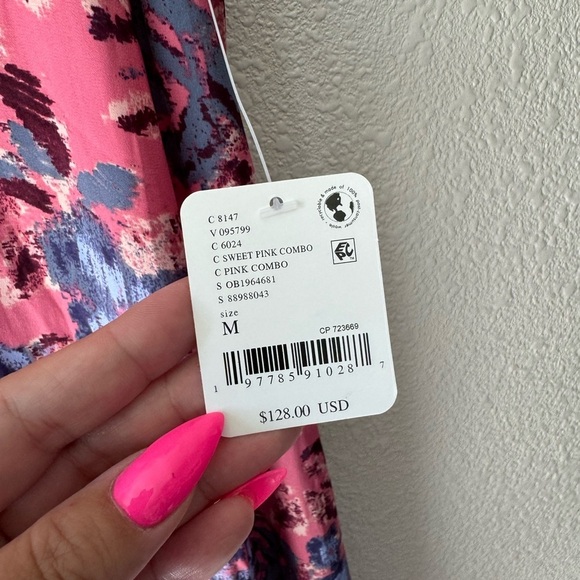 C 8147
V 095799
C 6024
C SWEET PINK COMBO
C PINK COMBO
S OB1964681
S 88988043
size
M
CP 723669
1 97785 91028 7
$128.00 USD